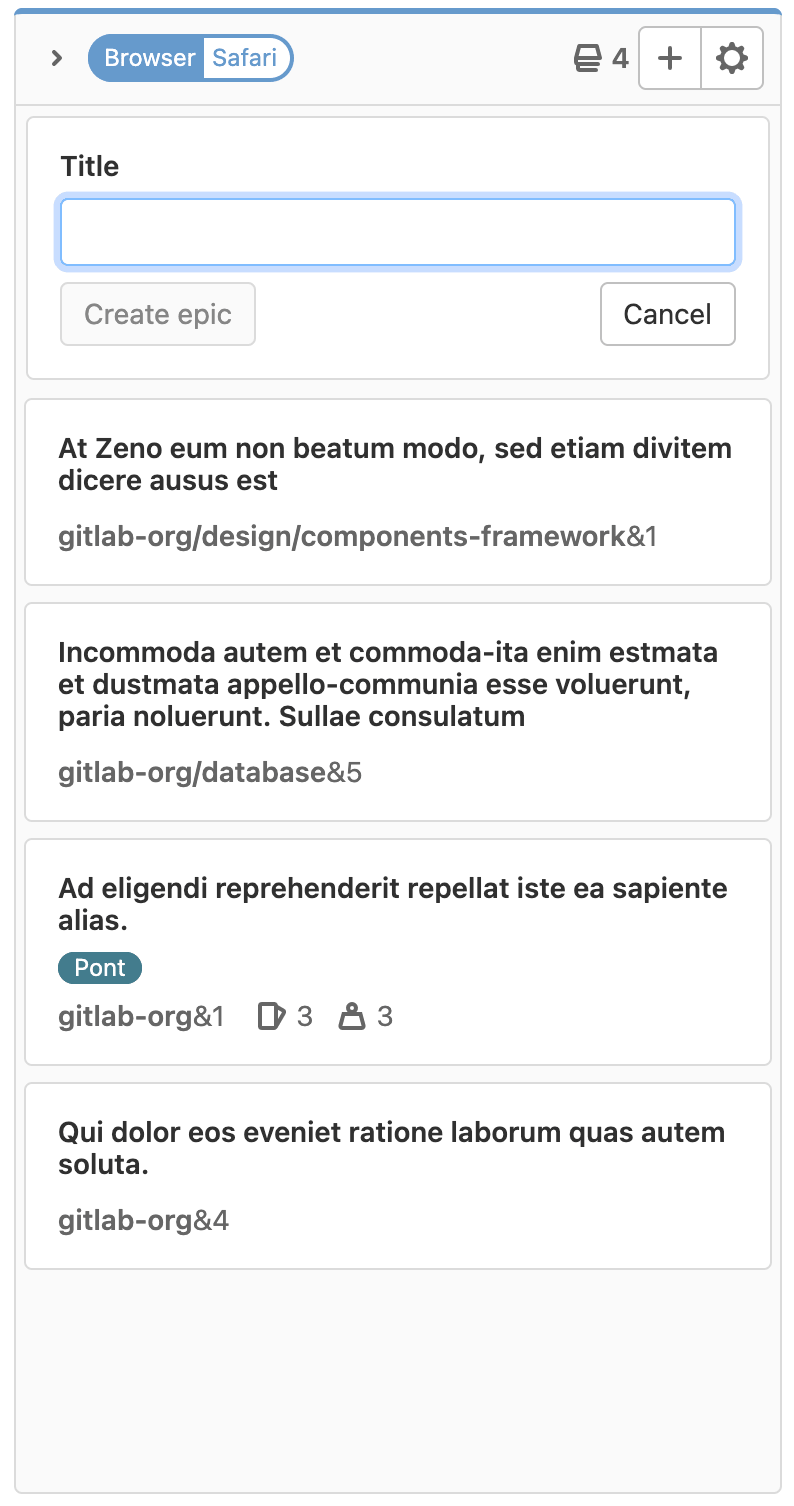 Browser Safari 4
Title
Create epic Cancel
At Zeno eum non beatum modo, sed etiam divitem
dicere ausus est
gitlab-org/design/components-framework&1
Incommoda autem et commoda-ita enim estmata
et dustmata appello-communia esse voluerunt,
paria noluerunt. Sullae consulatum
gitlab-org/database&5
Ad eligendi reprehenderit repellat iste ea sapiente
alias.
Pont
gitlab-org&1 3 3
Qui dolor eos eveniet ratione laborum quas autem
soluta.
gitlab-org&4